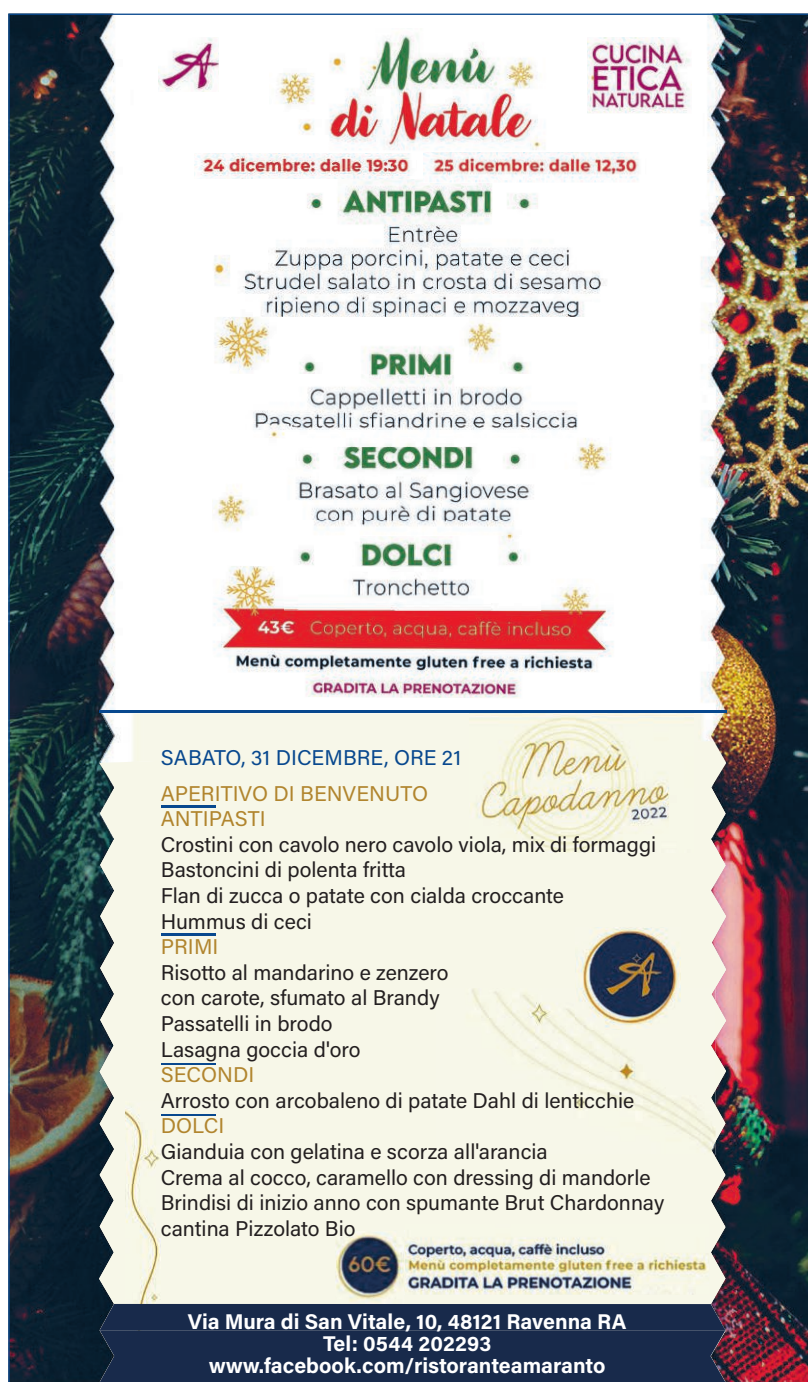 Menú
di Natale
CUCINA
ETICA
NATURALE
24 dicembre: dalle 19:30 25 dicembre: dalle 12,30
• ANTIPASTI •
Entrèe
Zuppa porcini, patate e ceci
Strudel salato in crosta di sesamo
ripieno di spinaci e mozzaveg
• PRIMI •
Cappelletti in brodo
Passatelli sfiandrine e salsiccia
• SECONDI •
Brasato al Sangiovese
con purè di patate
• DOLCI •
Tronchetto
43€ Coperto, acqua, caffè incluso
Menù completamente gluten free a richiesta
GRADITA LA PRENOTAZIONE
Menù
Capodanno
2022
SABATO, 31 DICEMBRE, ORE 21
APERITIVO DI BENVENUTO
ANTIPASTI
Crostini con cavolo nero cavolo viola, mix di formaggi
Bastoncini di polenta fritta
Flan di zucca o patate con cialda croccante
Hummus di ceci
PRIMI
Risotto al mandarino e zenzero
con carote, sfumato al Brandy
Passatelli in brodo
Lasagna goccia d'oro
SECONDI
Arrosto con arcobaleno di patate Dahl di lenticchie
DOLCI
Gianduia con gelatina e scorza all'arancia
Crema al cocco, caramello con dressing di mandorle
Brindisi di inizio anno con spumante Brut Chardonnay
cantina Pizzolato Bio
60€
Coperto, acqua, caffè incluso
Menù completamente gluten free a richiesta
GRADITA LA PRENOTAZIONE
Via Mura di San Vitale, 10, 48121 Ravenna RA
Tel: 0544 202293
www.facebook.com/ristoranteamaranto